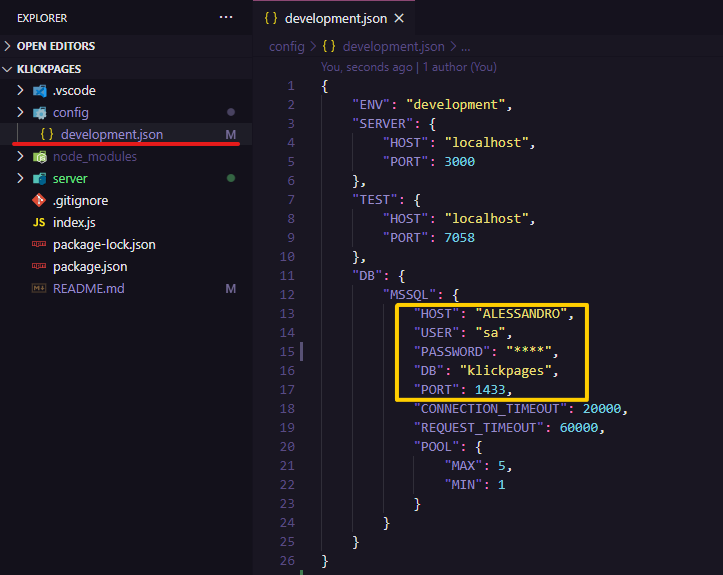 EXPLORER
...
OPEN EDITORS
KLICKPAGES
.vscode
config
{ } development.json M
node_modules
server
.gitignore
JS index.js
package-lock.json
package.json
README.md M
{ } development.json ×
config > { } development.json > ...
You, seconds ago | 1 author (You)
1 {
2 "ENV": "development",
3 "SERVER": {
4 "HOST": "localhost",
5 "PORT": 3000
6 },
7 "TEST": {
8 "HOST": "localhost",
9 "PORT": 7058
10 },
11 "DB": {
12 "MSSQL": {
13 "HOST": "ALESSANDRO",
14 "USER": "sa",
15 "PASSWORD": "****",
16 "DB": "klickpages",
17 "PORT": 1433,
18 "CONNECTION_TIMEOUT": 20000,
19 "REQUEST_TIMEOUT": 60000,
20 "POOL": {
21 "MAX": 5,
22 "MIN": 1
23 }
24 }
25 }
26 }